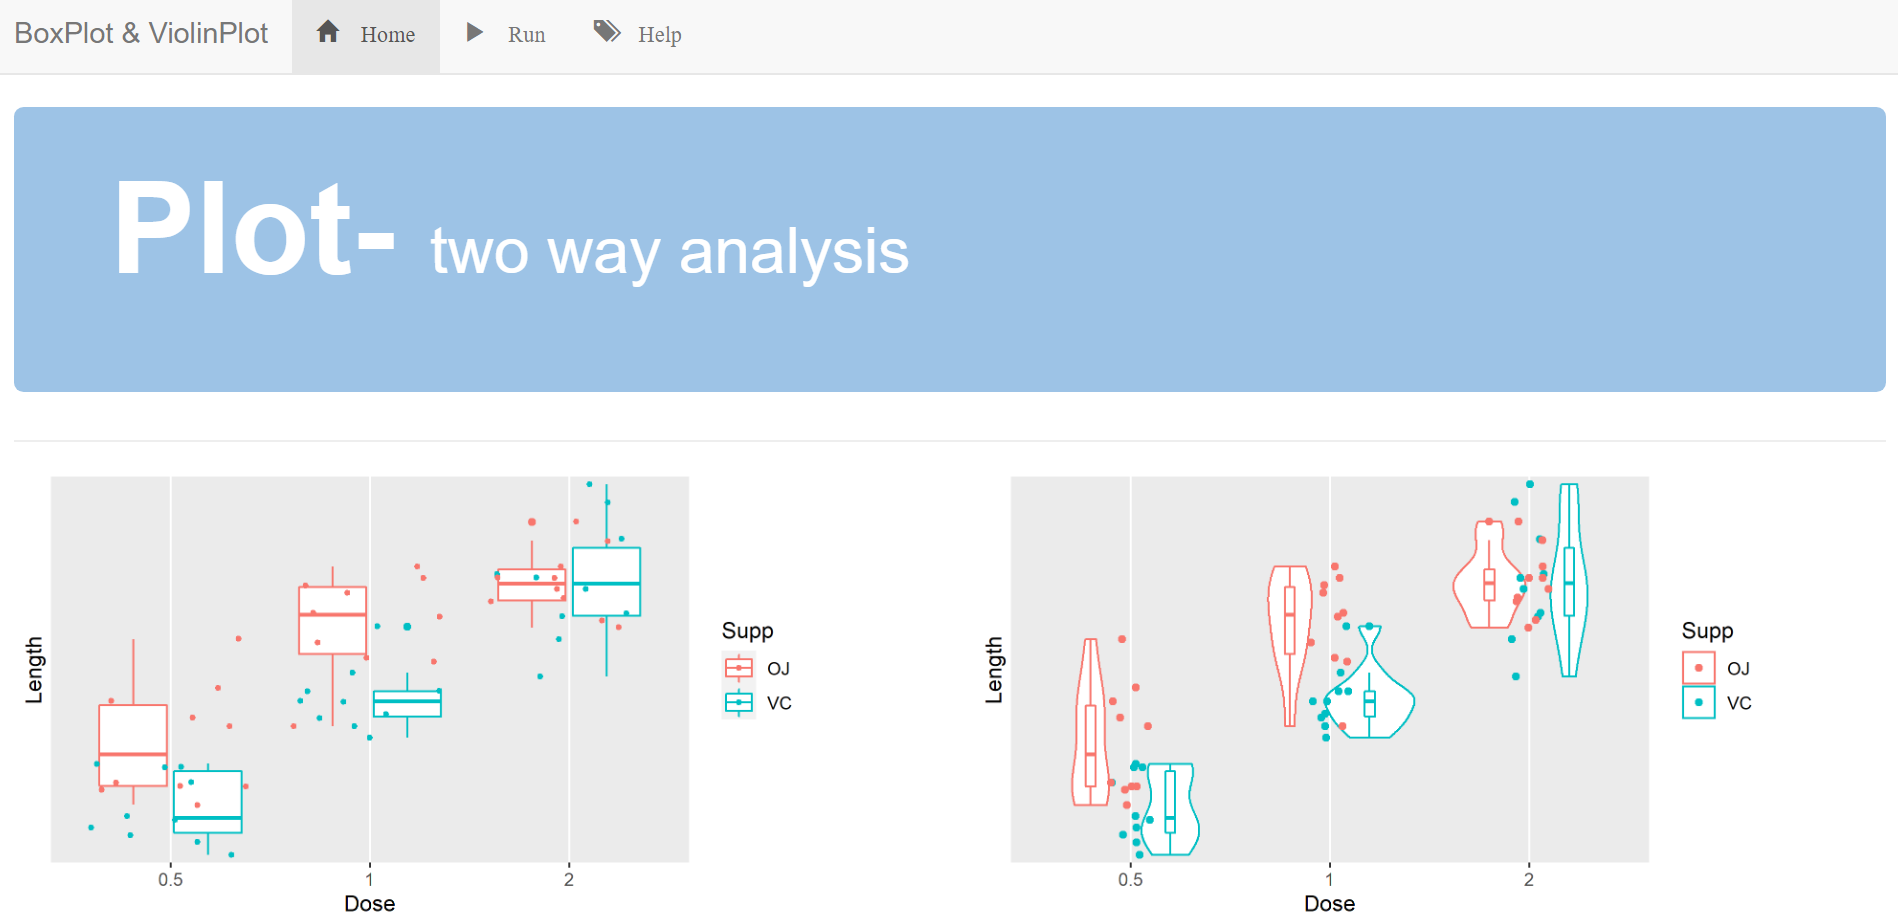 BoxPlot & ViolinPlot Home Run Help
Plot- two way analysis
Length
Supp
OJ
VC
0.5 1 2
Dose
Length
Supp
OJ
VC
0.5 1 2
Dose